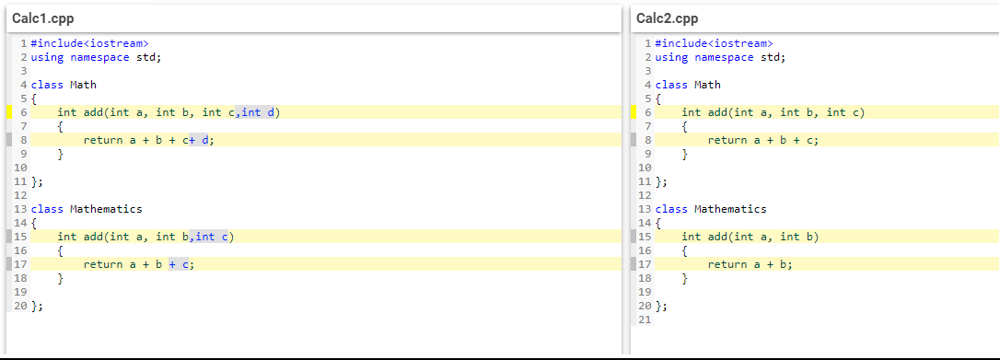 Calc1.cpp
1 #include<iostream>
2 using namespace std;
3
4 class Math
5 {
6     int add(int a, int b, int c,int d)
7     {
8         return a + b + c+ d;
9     }
10
11 };
12
13 class Mathematics
14 {
15     int add(int a, int b,int c)
16     {
17         return a + b + c;
18     }
19
20 };
Calc2.cpp
1 #include<iostream>
2 using namespace std;
3
4 class Math
5 {
6     int add(int a, int b, int c)
7     {
8         return a + b + c;
9     }
10
11 };
12
13 class Mathematics
14 {
15     int add(int a, int b)
16     {
17         return a + b;
18     }
19
20 };
21